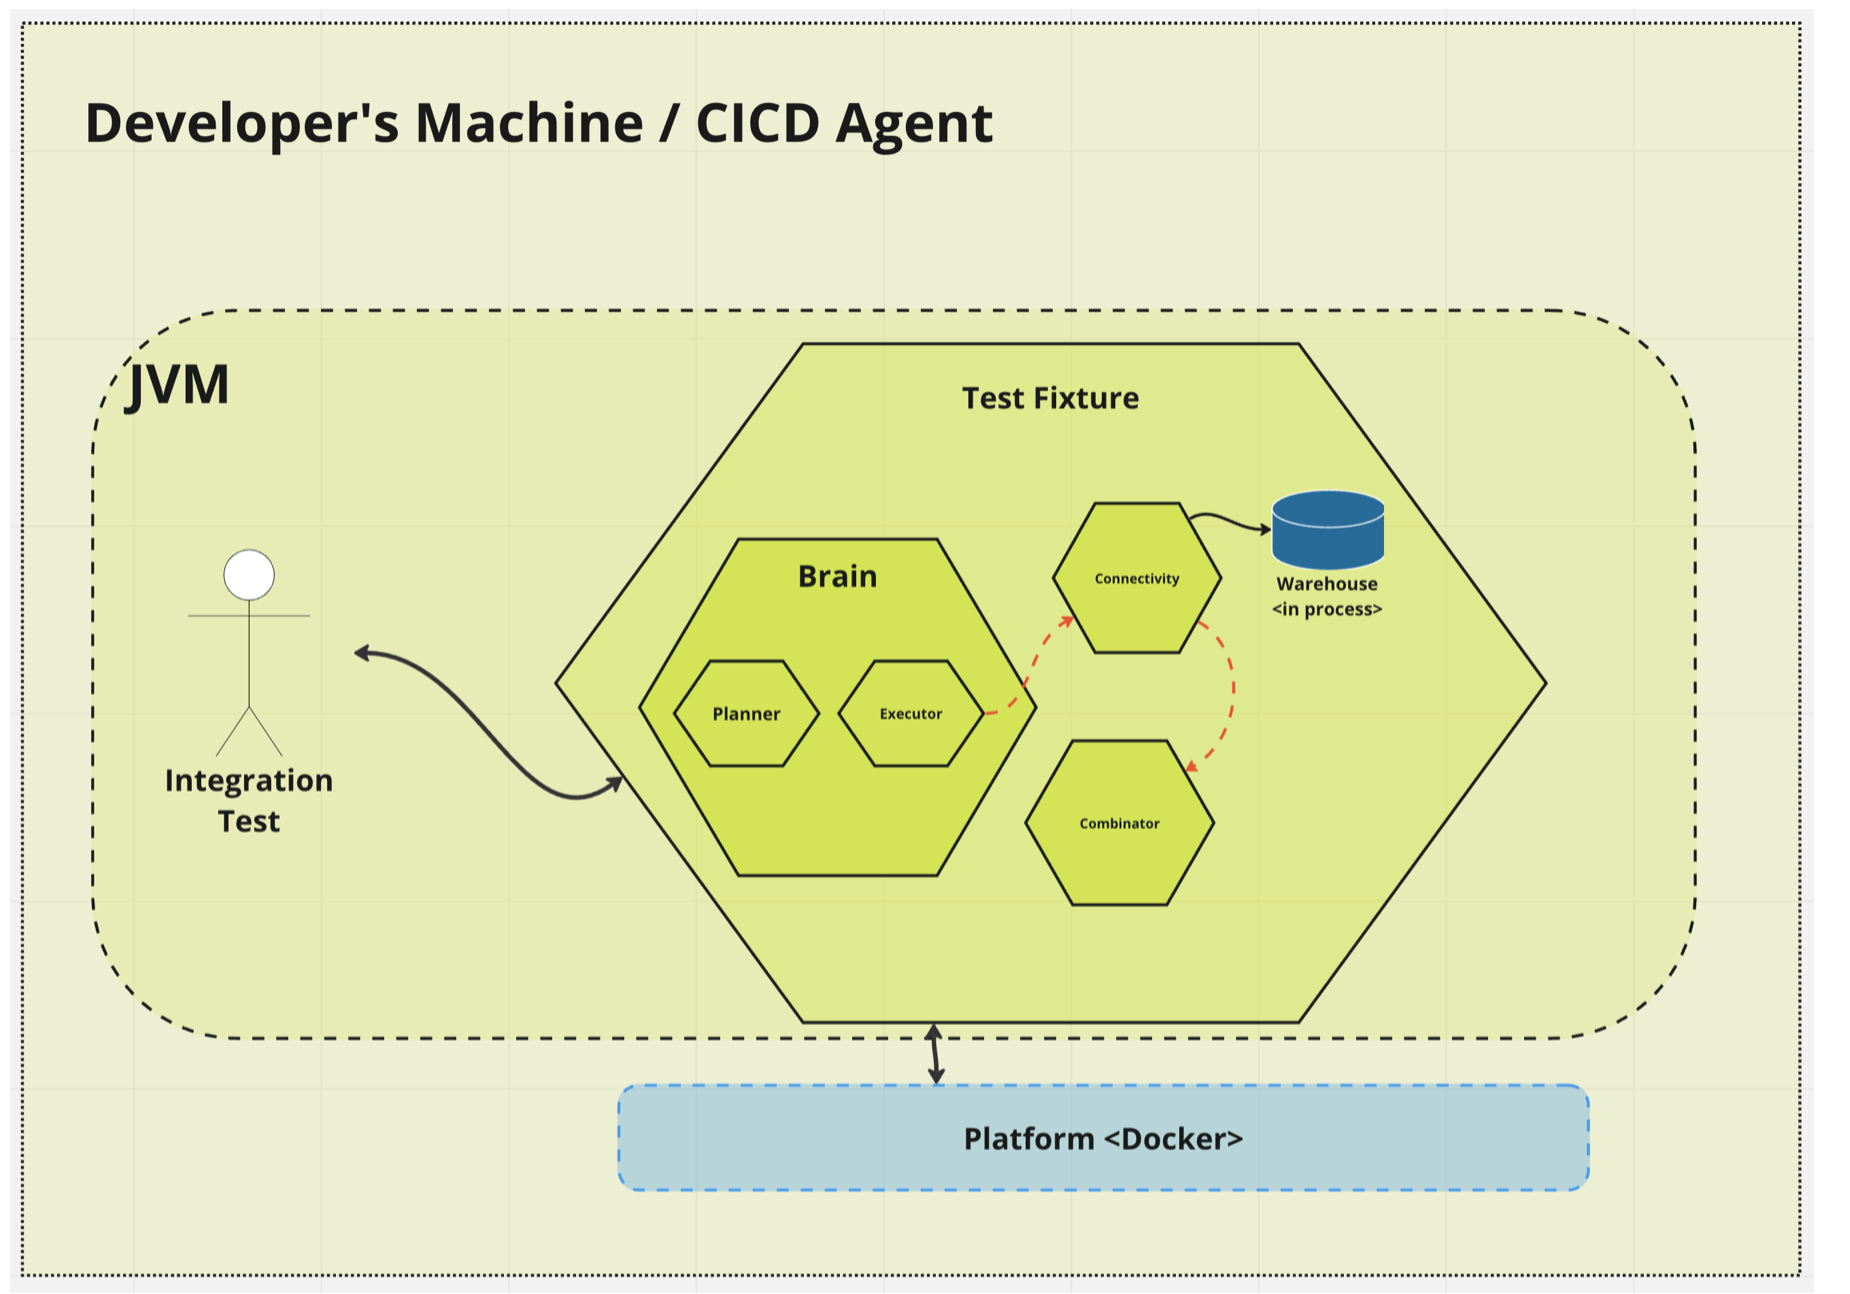 Developer's Machine / CICD Agent
JVM
Test Fixture
Brain
Connectivity
Warehouse
<in process>
Planner
Executor
Integration
Test
Combinator
Platform <Docker>